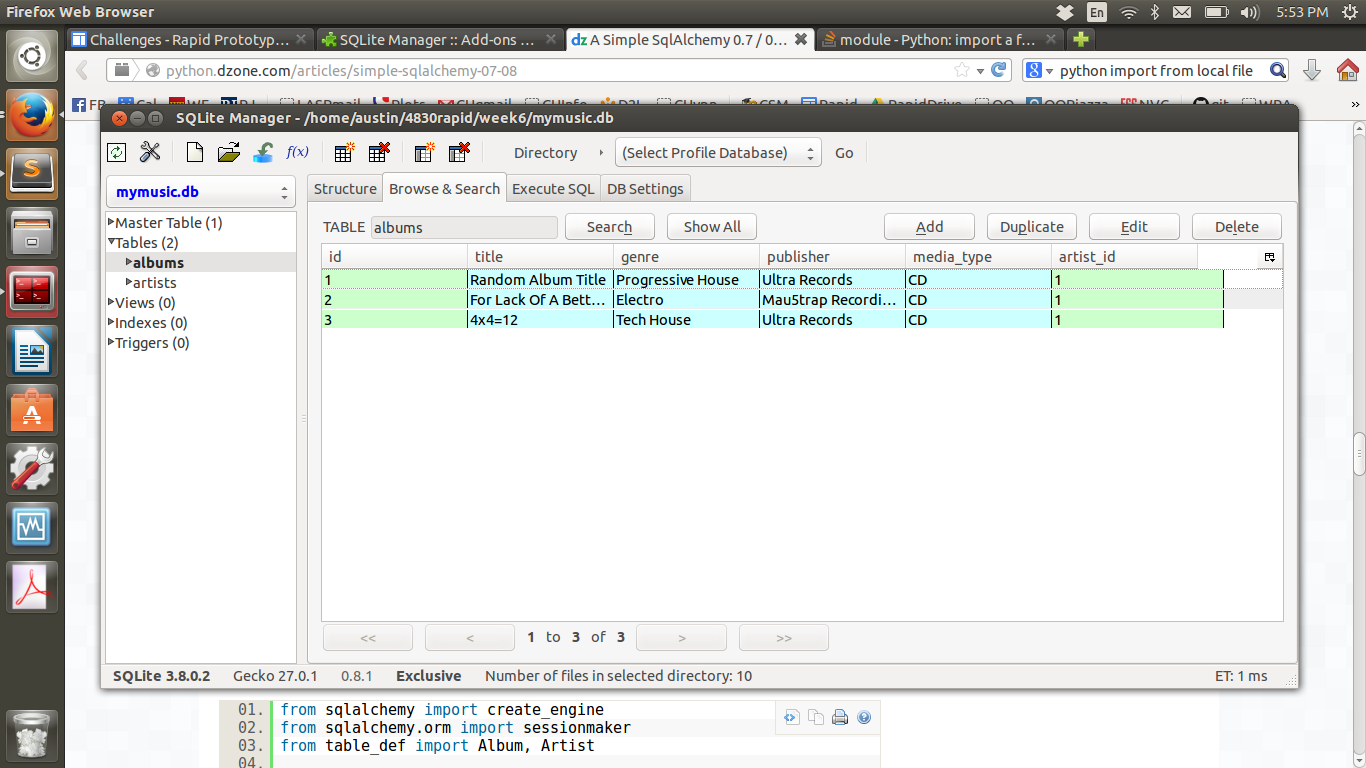 Firefox Web Browser
En
5:53 PM
Challenges - Rapid Prototyp...
SQLite Manager :: Add-ons ...
dz A Simple SqlAlchemy 0.7 / 0...
module - Python: import a f...
python.dzone.com/articles/simple-sqlalchemy-07-08
python import from local file
SQLite Manager - /home/austin/4830rapid/week6/mymusic.db
f(x)
Directory
(Select Profile Database)
Go
mymusic.db
Structure
Browse & Search
Execute SQL
DB Settings
Master Table (1)
Tables (2)
albums
artists
Views (0)
Indexes (0)
Triggers (0)
TABLE albums
Search
Show All
Add
Duplicate
Edit
Delete
id title genre publisher media_type artist_id
1 Random Album Title Progressive House Ultra Records CD 1
2 For Lack Of A Bett... Electro Mau5trap Recordi... CD 1
3 4x4=12 Tech House Ultra Records CD 1
<< < 1 to 3 of 3 > >>
SQLite 3.8.0.2 Gecko 27.0.1 0.8.1 Exclusive Number of files in selected directory: 10 ET: 1 ms
01. from sqlalchemy import create_engine
02. from sqlalchemy.orm import sessionmaker
03. from table_def import Album, Artist
04.